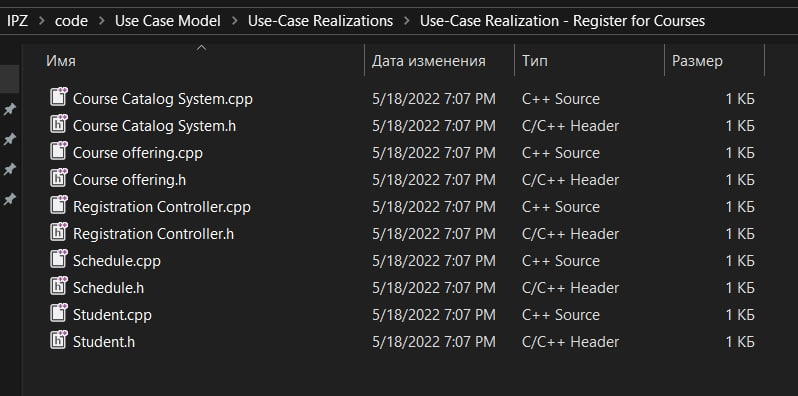 IPZ > code > Use Case Model > Use-Case Realizations > Use-Case Realization - Register for Courses
Имя Дата изменения Тип Размер
Course Catalog System.cpp 5/18/2022 7:07 PM C++ Source 1 КБ
Course Catalog System.h 5/18/2022 7:07 PM C/C++ Header 1 КБ
Course offering.cpp 5/18/2022 7:07 PM C++ Source 1 КБ
Course offering.h 5/18/2022 7:07 PM C/C++ Header 1 КБ
Registration Controller.cpp 5/18/2022 7:07 PM C++ Source 1 КБ
Registration Controller.h 5/18/2022 7:07 PM C/C++ Header 1 КБ
Schedule.cpp 5/18/2022 7:07 PM C++ Source 1 КБ
Schedule.h 5/18/2022 7:07 PM C/C++ Header 1 КБ
Student.cpp 5/18/2022 7:07 PM C++ Source 1 КБ
Student.h 5/18/2022 7:07 PM C/C++ Header 1 КБ